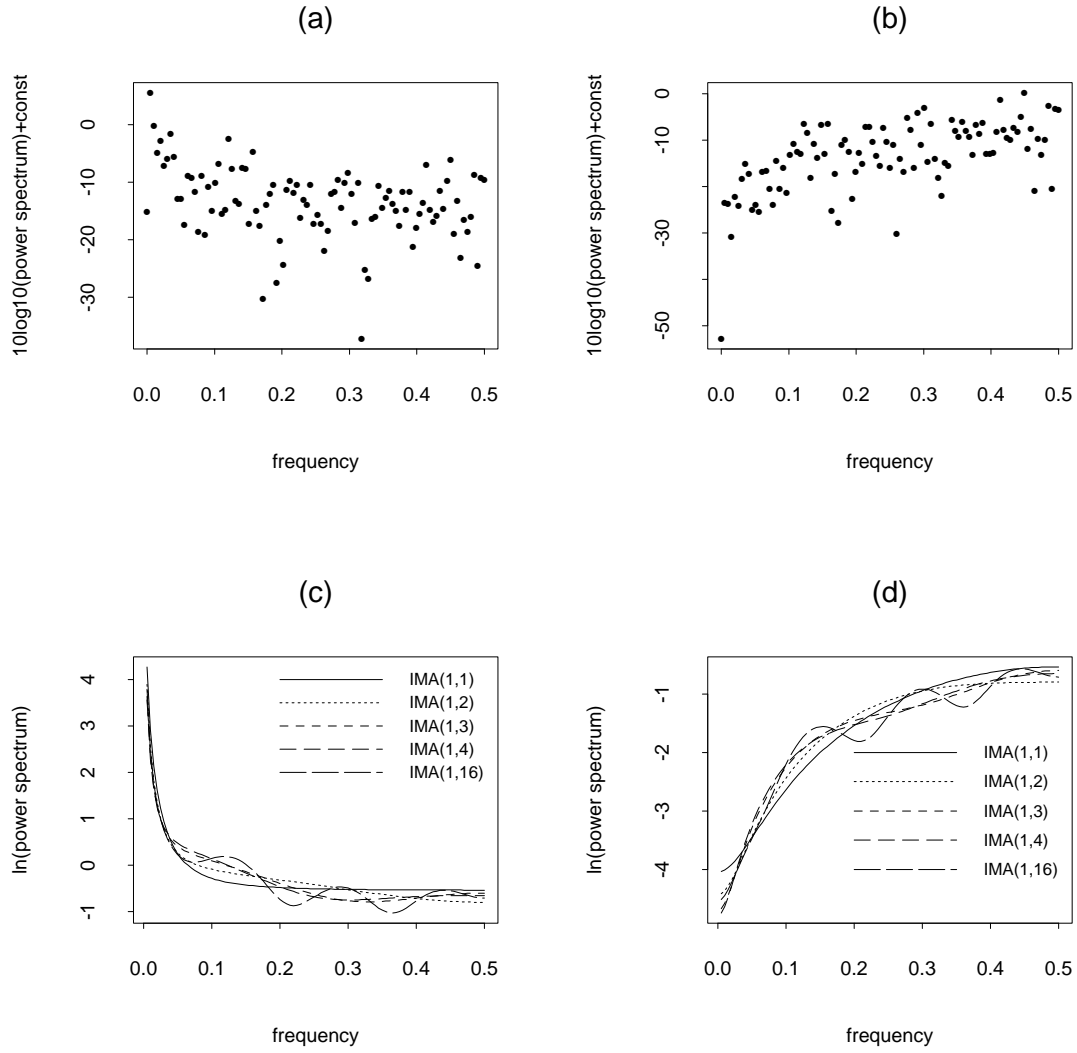 (a)
10log10(power spectrum)+const
0
-10
-20
-30
0.0 0.1 0.2 0.3 0.4 0.5
frequency
(b)
10log10(power spectrum)+const
0
-10
-30
-50
0.0 0.1 0.2 0.3 0.4 0.5
frequency
(c)
ln(power spectrum)
4
3
2
1
0
-1
IMA(1,1)
IMA(1,2)
IMA(1,3)
IMA(1,4)
IMA(1,16)
0.0 0.1 0.2 0.3 0.4 0.5
frequency
(d)
ln(power spectrum)
-1
-2
-3
-4
IMA(1,1)
IMA(1,2)
IMA(1,3)
IMA(1,4)
IMA(1,16)
0.0 0.1 0.2 0.3 0.4 0.5
frequency